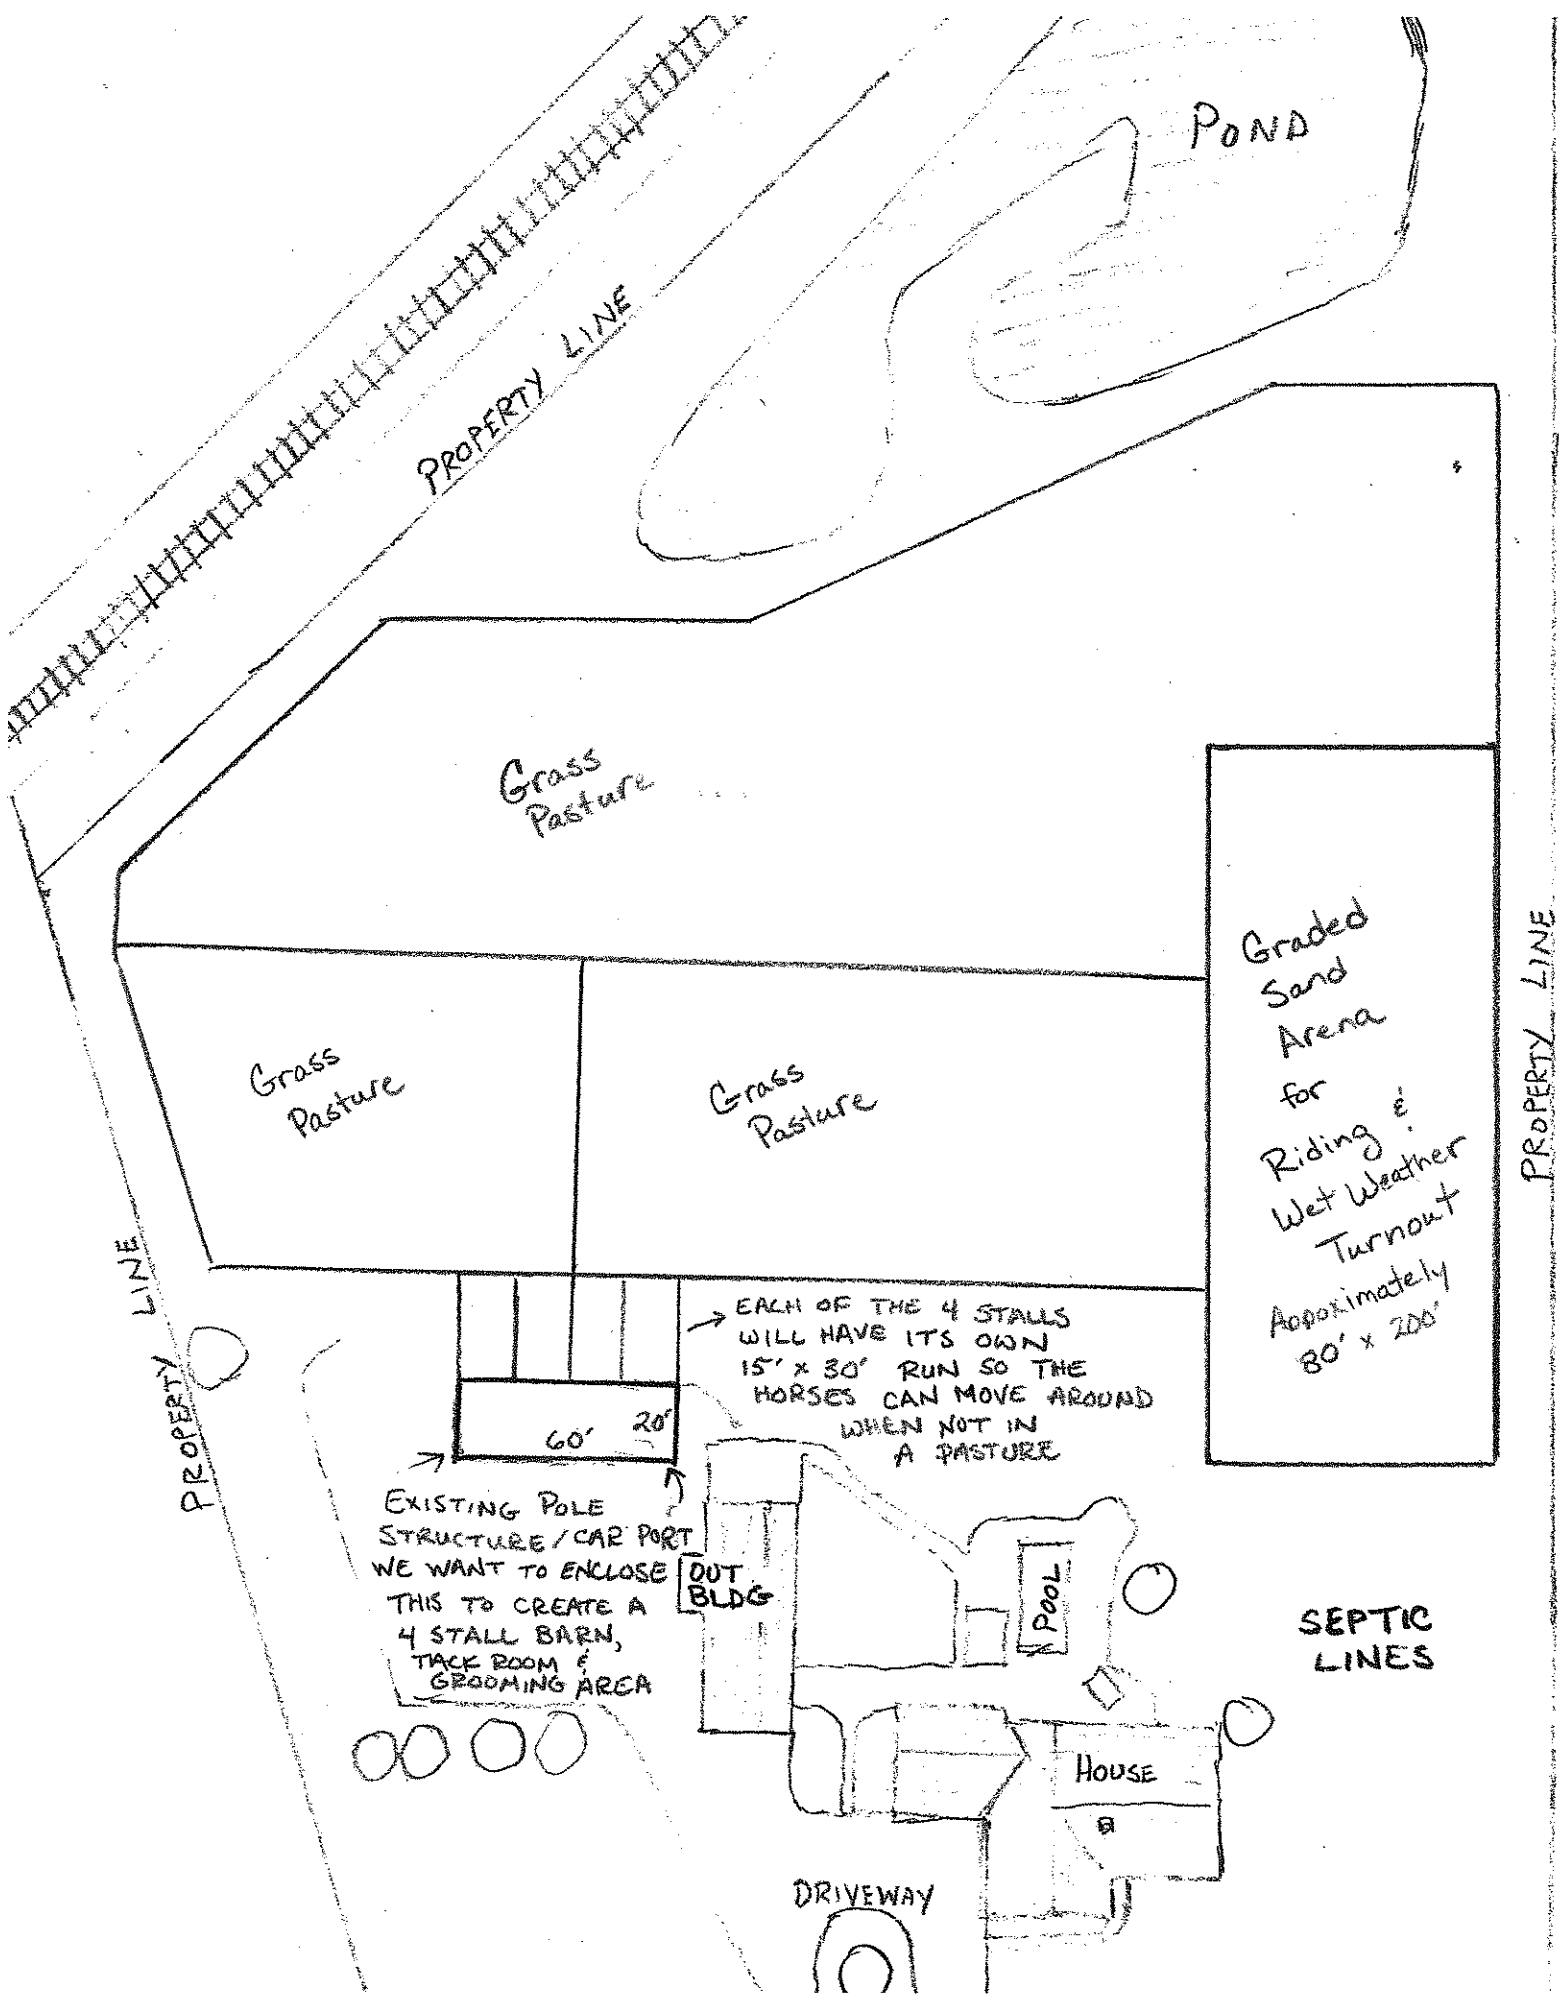 POND
PROPERTY LINE
Grass
Pasture
Graded
Sand
Arena
for
Riding &
Wet Weather
Turnout
Appoximately
80' x 200'
PROPERTY LINE
Grass
Pasture
Grass
Pasture
PROPERTY LINE
→ EACH OF THE 4 STALLS
WILL HAVE ITS OWN
15' x 30' RUN SO THE
HORSES CAN MOVE AROUND
WHEN NOT IN
A PASTURE
60'
20'
EXISTING POLE
STRUCTURE/CAR PORT
WE WANT TO ENCLOSE
THIS TO CREATE A
4 STALL BARN,
TACK ROOM &
GROOMING AREA
OUT
BLDG
POOL
SEPTIC
LINES
HOUSE
DRIVEWAY